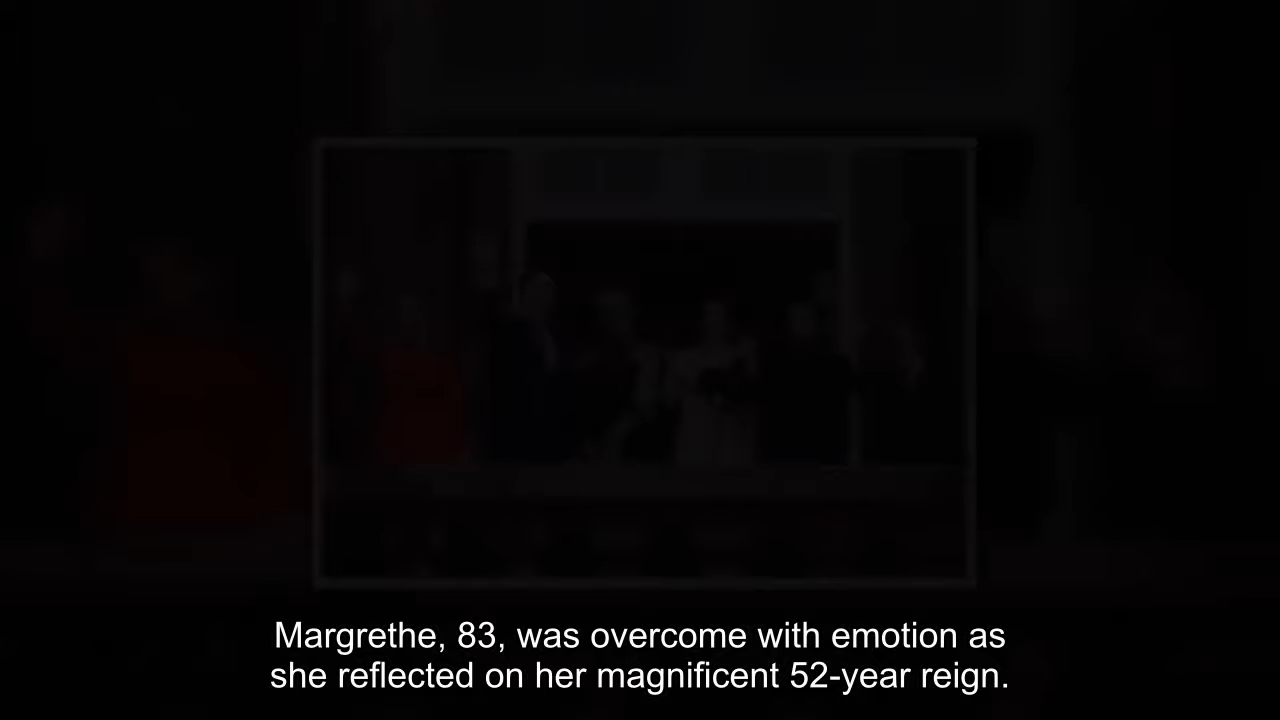 Margrethe, 83, was overcome with emotion as
she reflected on her magnificent 52-year reign.